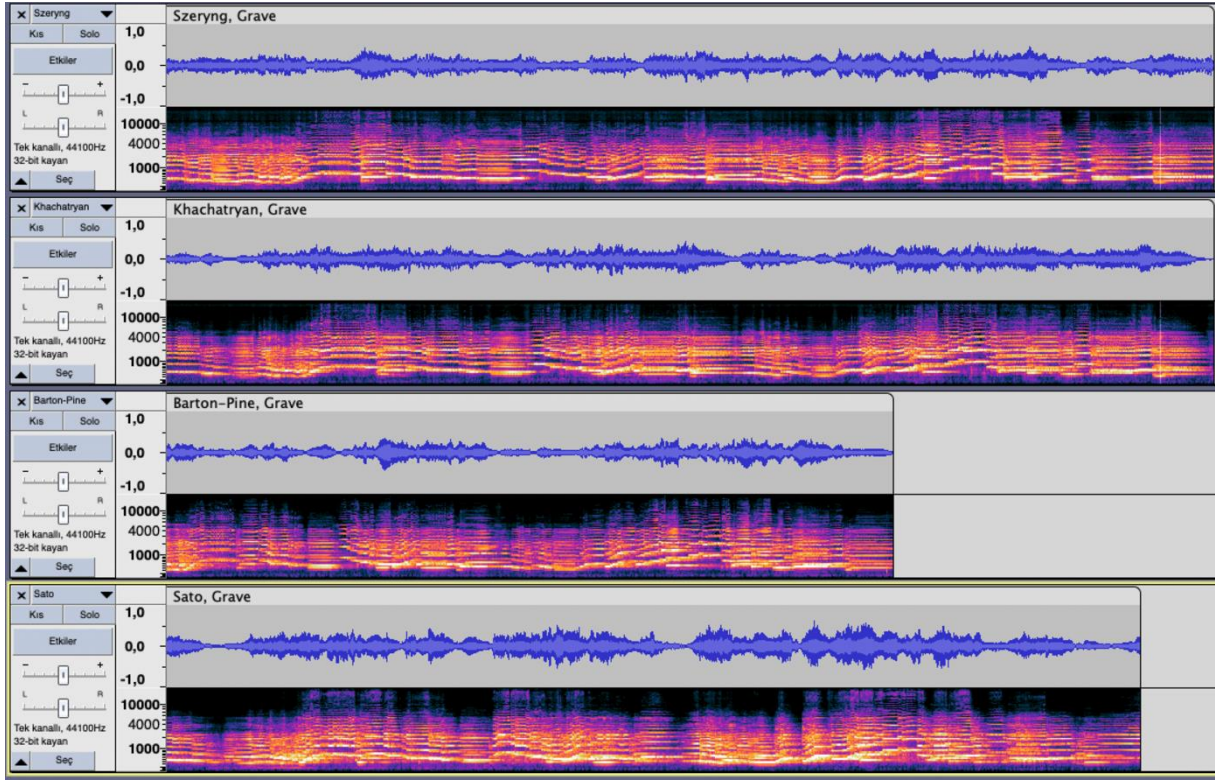 Szeryng
Szeryng, Grave
Kıs Solo
Etkiler
- +
L R
Tek kanallı, 44100Hz
32-bit kayan
Seç
1,0
0,0
-1,0
10000
4000
1000
Khachatryan
Khachatryan, Grave
Kıs Solo
Etkiler
- +
L R
Tek kanallı, 44100Hz
32-bit kayan
Seç
1,0
0,0
-1,0
10000
4000
1000
Barton-Pine
Barton-Pine, Grave
Kıs Solo
Etkiler
- +
L R
Tek kanallı, 44100Hz
32-bit kayan
Seç
1,0
0,0
-1,0
10000
4000
1000
Sato
Sato, Grave
Kıs Solo
Etkiler
- +
L R
Tek kanallı, 44100Hz
32-bit kayan
Seç
1,0
0,0
-1,0
10000
4000
1000